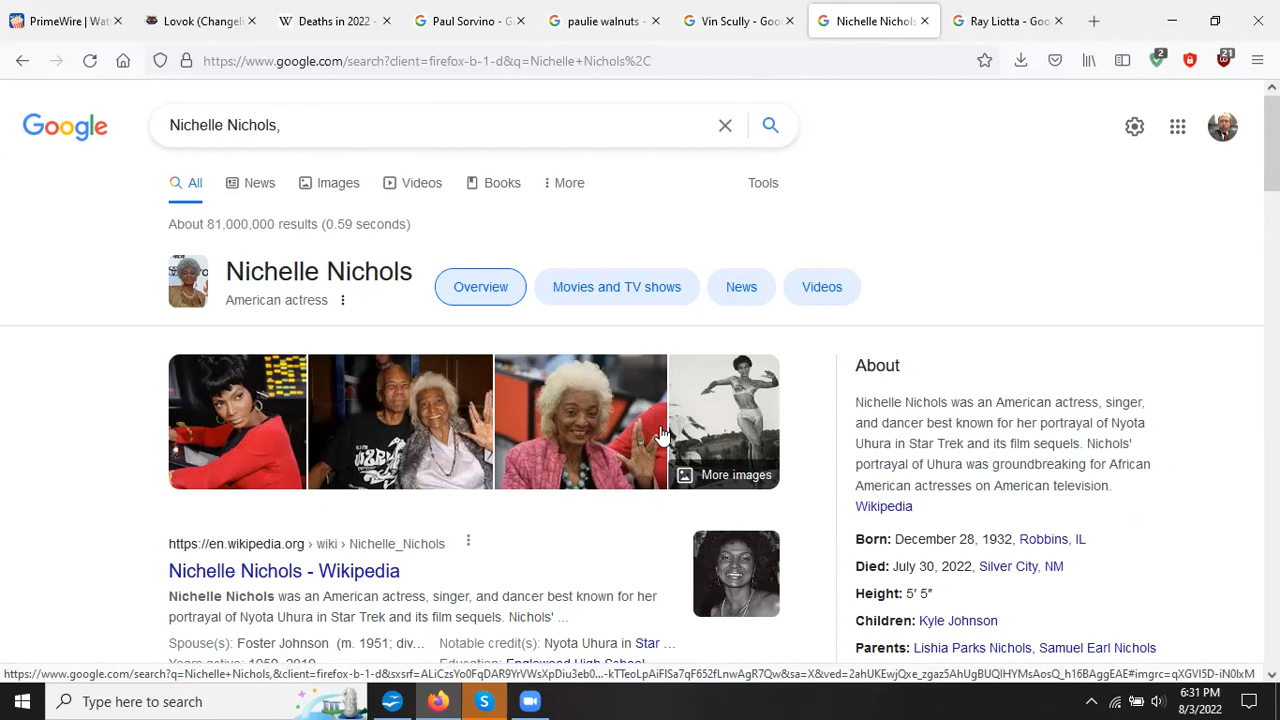 PrimeWire | Wat
Lovok (Changeli
Deaths in 2022 -
Paul Sorvino - G
paulie walnuts -
Vin Scully - Goo
Nichelle Nichols
Ray Liotta - Goo
https://www.google.com/search?client=firefox-b-1-d&q=Nichelle+Nichols%2C
2
21
Google
Nichelle Nichols,
All
News
Images
Videos
Books
More
Tools
About 81,000,000 results (0.59 seconds)
Nichelle Nichols
American actress
Overview
Movies and TV shows
News
Videos
More images
About
Nichelle Nichols was an American actress, singer,
and dancer best known for her portrayal of Nyota
Uhura in Star Trek and its film sequels. Nichols'
portrayal of Uhura was groundbreaking for African
American actresses on American television.
Wikipedia
Born: December 28, 1932, Robbins, IL
Died: July 30, 2022, Silver City, NM
Height: 5′ 5″
Children: Kyle Johnson
Parents: Lishia Parks Nichols, Samuel Earl Nichols
https://en.wikipedia.org › wiki › Nichelle_Nichols
Nichelle Nichols - Wikipedia
Nichelle Nichols was an American actress, singer, and dancer best known for her
portrayal of Nyota Uhura in Star Trek and its film sequels. Nichols' ...
Spouse(s): Foster Johnson (m. 1951; div...
Notable credit(s): Nyota Uhura in Star ...
Type here to search
6:31 PM
8/3/2022